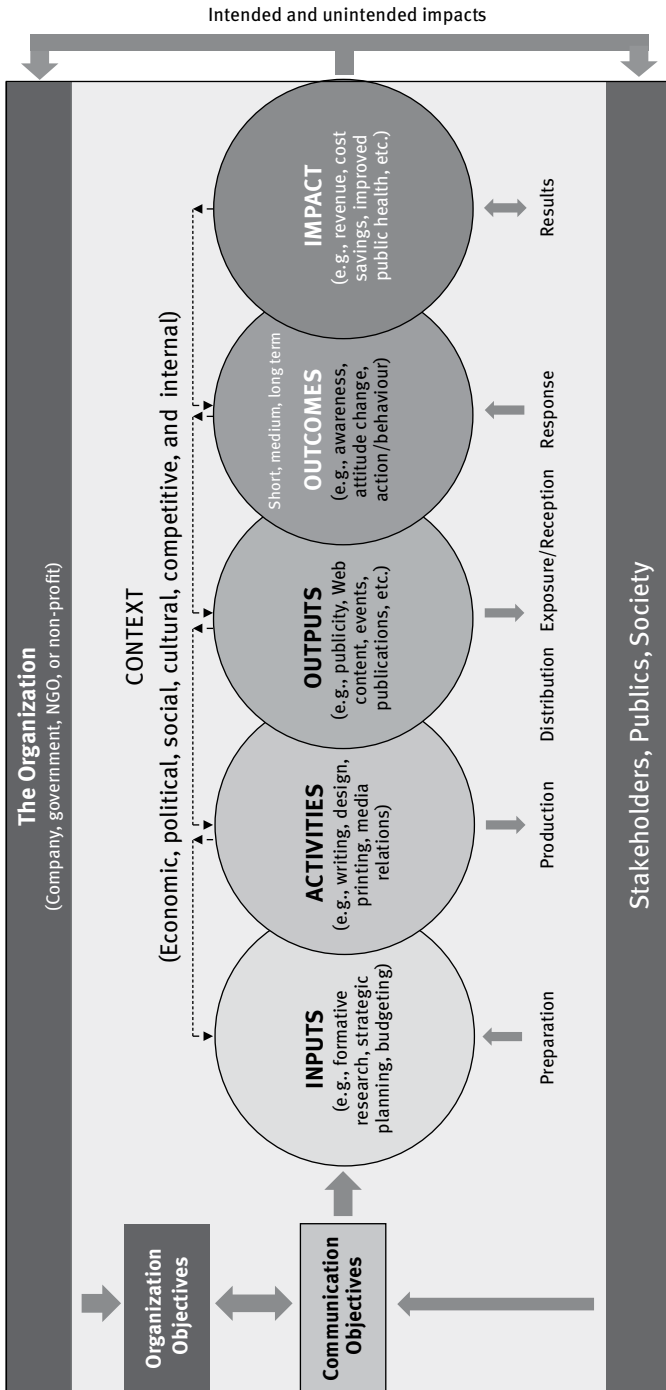 Intended and unintended impacts
The Organization
(Company, government, NGO, or non-profit)
CONTEXT
(Economic, political, social, cultural, competitive, and internal)
Organization
Objectives
Communication
Objectives
INPUTS
(e.g., formative
research, strategic
planning, budgeting)
ACTIVITIES
(e.g., writing, design,
printing, media
relations)
OUTPUTS
(e.g., publicity, Web
content, events,
publications, etc.)
Short, medium, long term
OUTCOMES
(e.g., awareness,
attitude change,
action/behaviour)
IMPACT
(e.g., revenue, cost
savings, improved
public health, etc.)
Preparation
Production
Distribution
Exposure/Reception
Response
Results
Stakeholders, Publics, Society